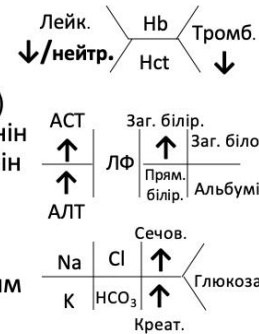 Лейк. Hb Тромб.
↓/нейтр. Hct ↓
)
нін АСТ Заг. білір.
ін ↑ ЛФ ↑ Заг. біло
↑ Прям. білір. Альбумі
АЛТ
Сечов.
Na Cl ↑ Глюкоза
им K HCO₃ ↑
Креат.